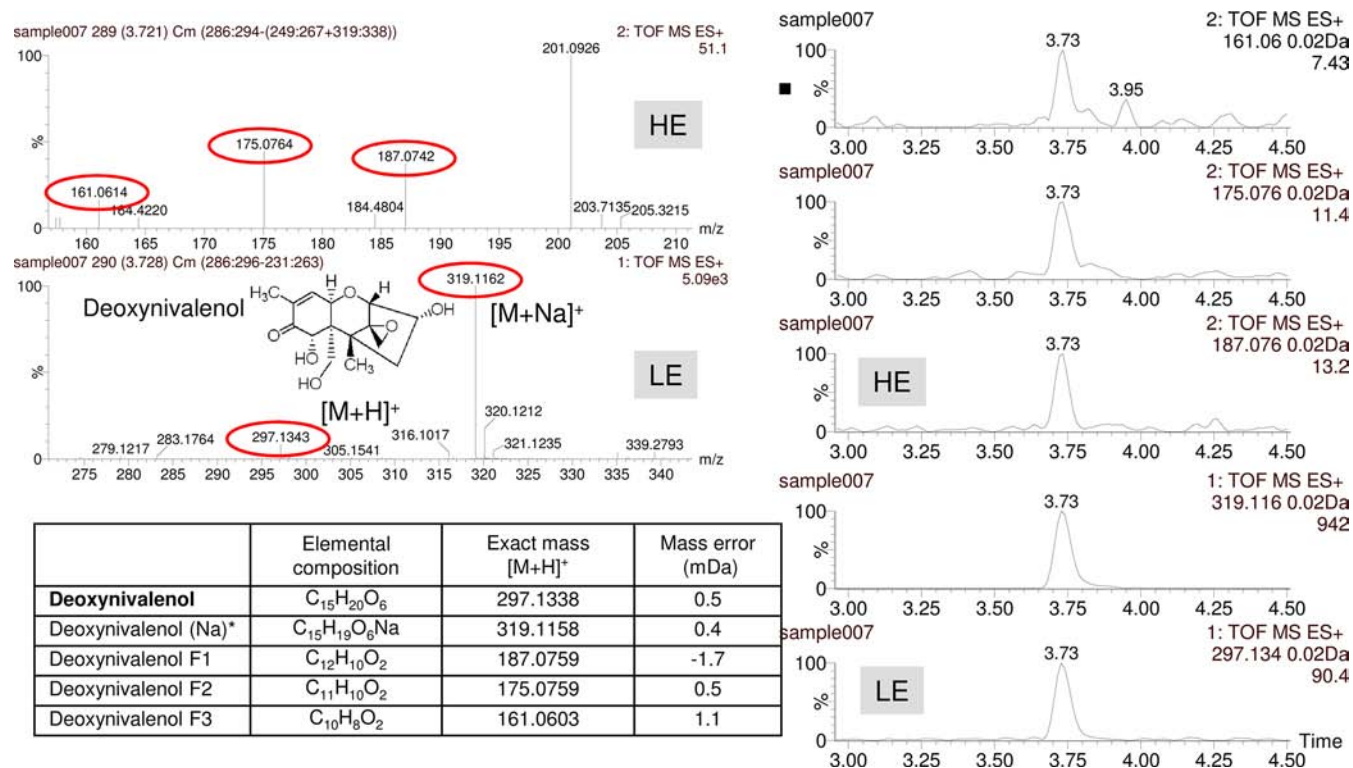 sample007 289 (3.721) Cm (286:294-(249:267+319:338))
2: TOF MS ES+
51.1
100
%
0
201.0926
HE
175.0764
187.0742
161.0614
164.4220
184.4804
203.7135
205.3215
160 165 170 175 180 185 190 195 200 205 210
m/z
sample007 290 (3.728) Cm (286:296-231:263)
1: TOF MS ES+
5.09e3
100
%
0
319.1162
Deoxynivalenol
[M+Na]+
H3C
H
O
H
OH
O
O
HO
CH3
HO
LE
[M+H]+
320.1212
279.1217
283.1764
297.1343
305.1541
316.1017
321.1235
339.2793
275 280 285 290 295 300 305 310 315 320 325 330 335 340
m/z
Elemental composition
Exact mass [M+H]+
Mass error (mDa)
Deoxynivalenol C15H20O6 297.1338 0.5
Deoxynivalenol (Na)* C15H19O6Na 319.1158 0.4
Deoxynivalenol F1 C12H10O2 187.0759 -1.7
Deoxynivalenol F2 C11H10O2 175.0759 0.5
Deoxynivalenol F3 C10H8O2 161.0603 1.1
sample007
2: TOF MS ES+
161.06 0.02Da
7.43
100
%
0
3.73
3.95
3.00 3.25 3.50 3.75 4.00 4.25 4.50
sample007
2: TOF MS ES+
175.076 0.02Da
11.4
100
%
0
3.73
3.00 3.25 3.50 3.75 4.00 4.25 4.50
sample007
2: TOF MS ES+
187.076 0.02Da
13.2
100
%
0
3.73
HE
3.00 3.25 3.50 3.75 4.00 4.25 4.50
sample007
1: TOF MS ES+
319.116 0.02Da
942
100
%
0
3.73
3.00 3.25 3.50 3.75 4.00 4.25 4.50
sample007
1: TOF MS ES+
297.134 0.02Da
90.4
100
%
0
3.73
LE
Time
3.00 3.25 3.50 3.75 4.00 4.25 4.50